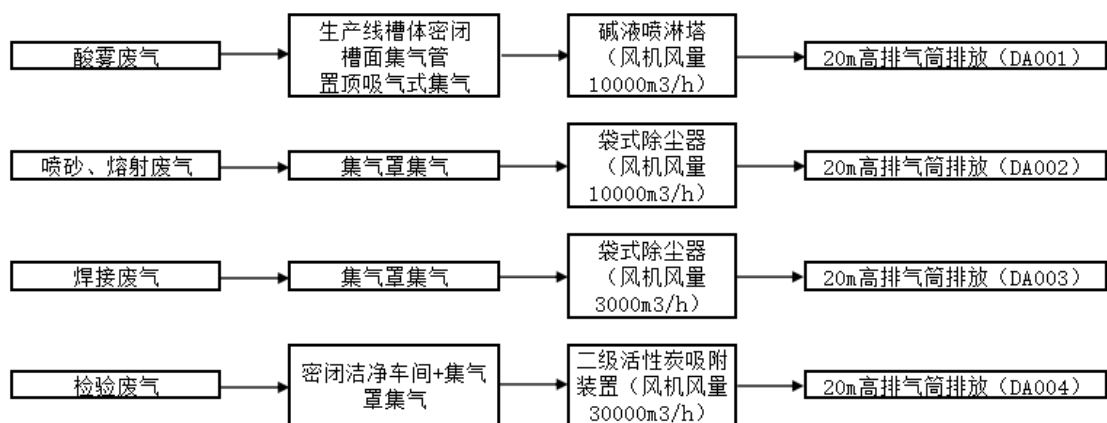 酸雾废气
生产线槽体密闭
槽面集气管
置顶吸气式集气
碱液喷淋塔
（风机风量
10000m3/h）
20m高排气筒排放（DA001）
喷砂、熔射废气
集气罩集气
袋式除尘器
（风机风量
10000m3/h）
20m高排气筒排放（DA002）
焊接废气
集气罩集气
袋式除尘器
（风机风量
3000m3/h）
20m高排气筒排放（DA003）
检验废气
密闭洁净车间+集气
罩集气
二级活性炭吸附
装置（风机风量
30000m3/h）
20m高排气筒排放（DA004）